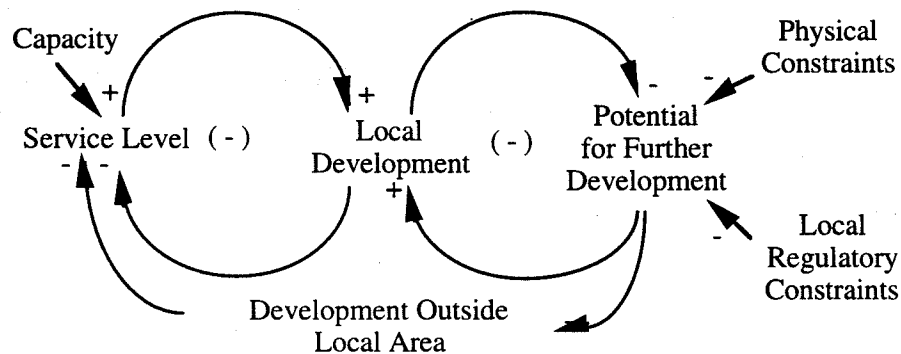 Capacity
+
Service Level (-)
- -
+
Local
Development
+
(-)
-
Potential
for Further
Development
-
Physical
Constraints
-
Local
Regulatory
Constraints
Development Outside
Local Area